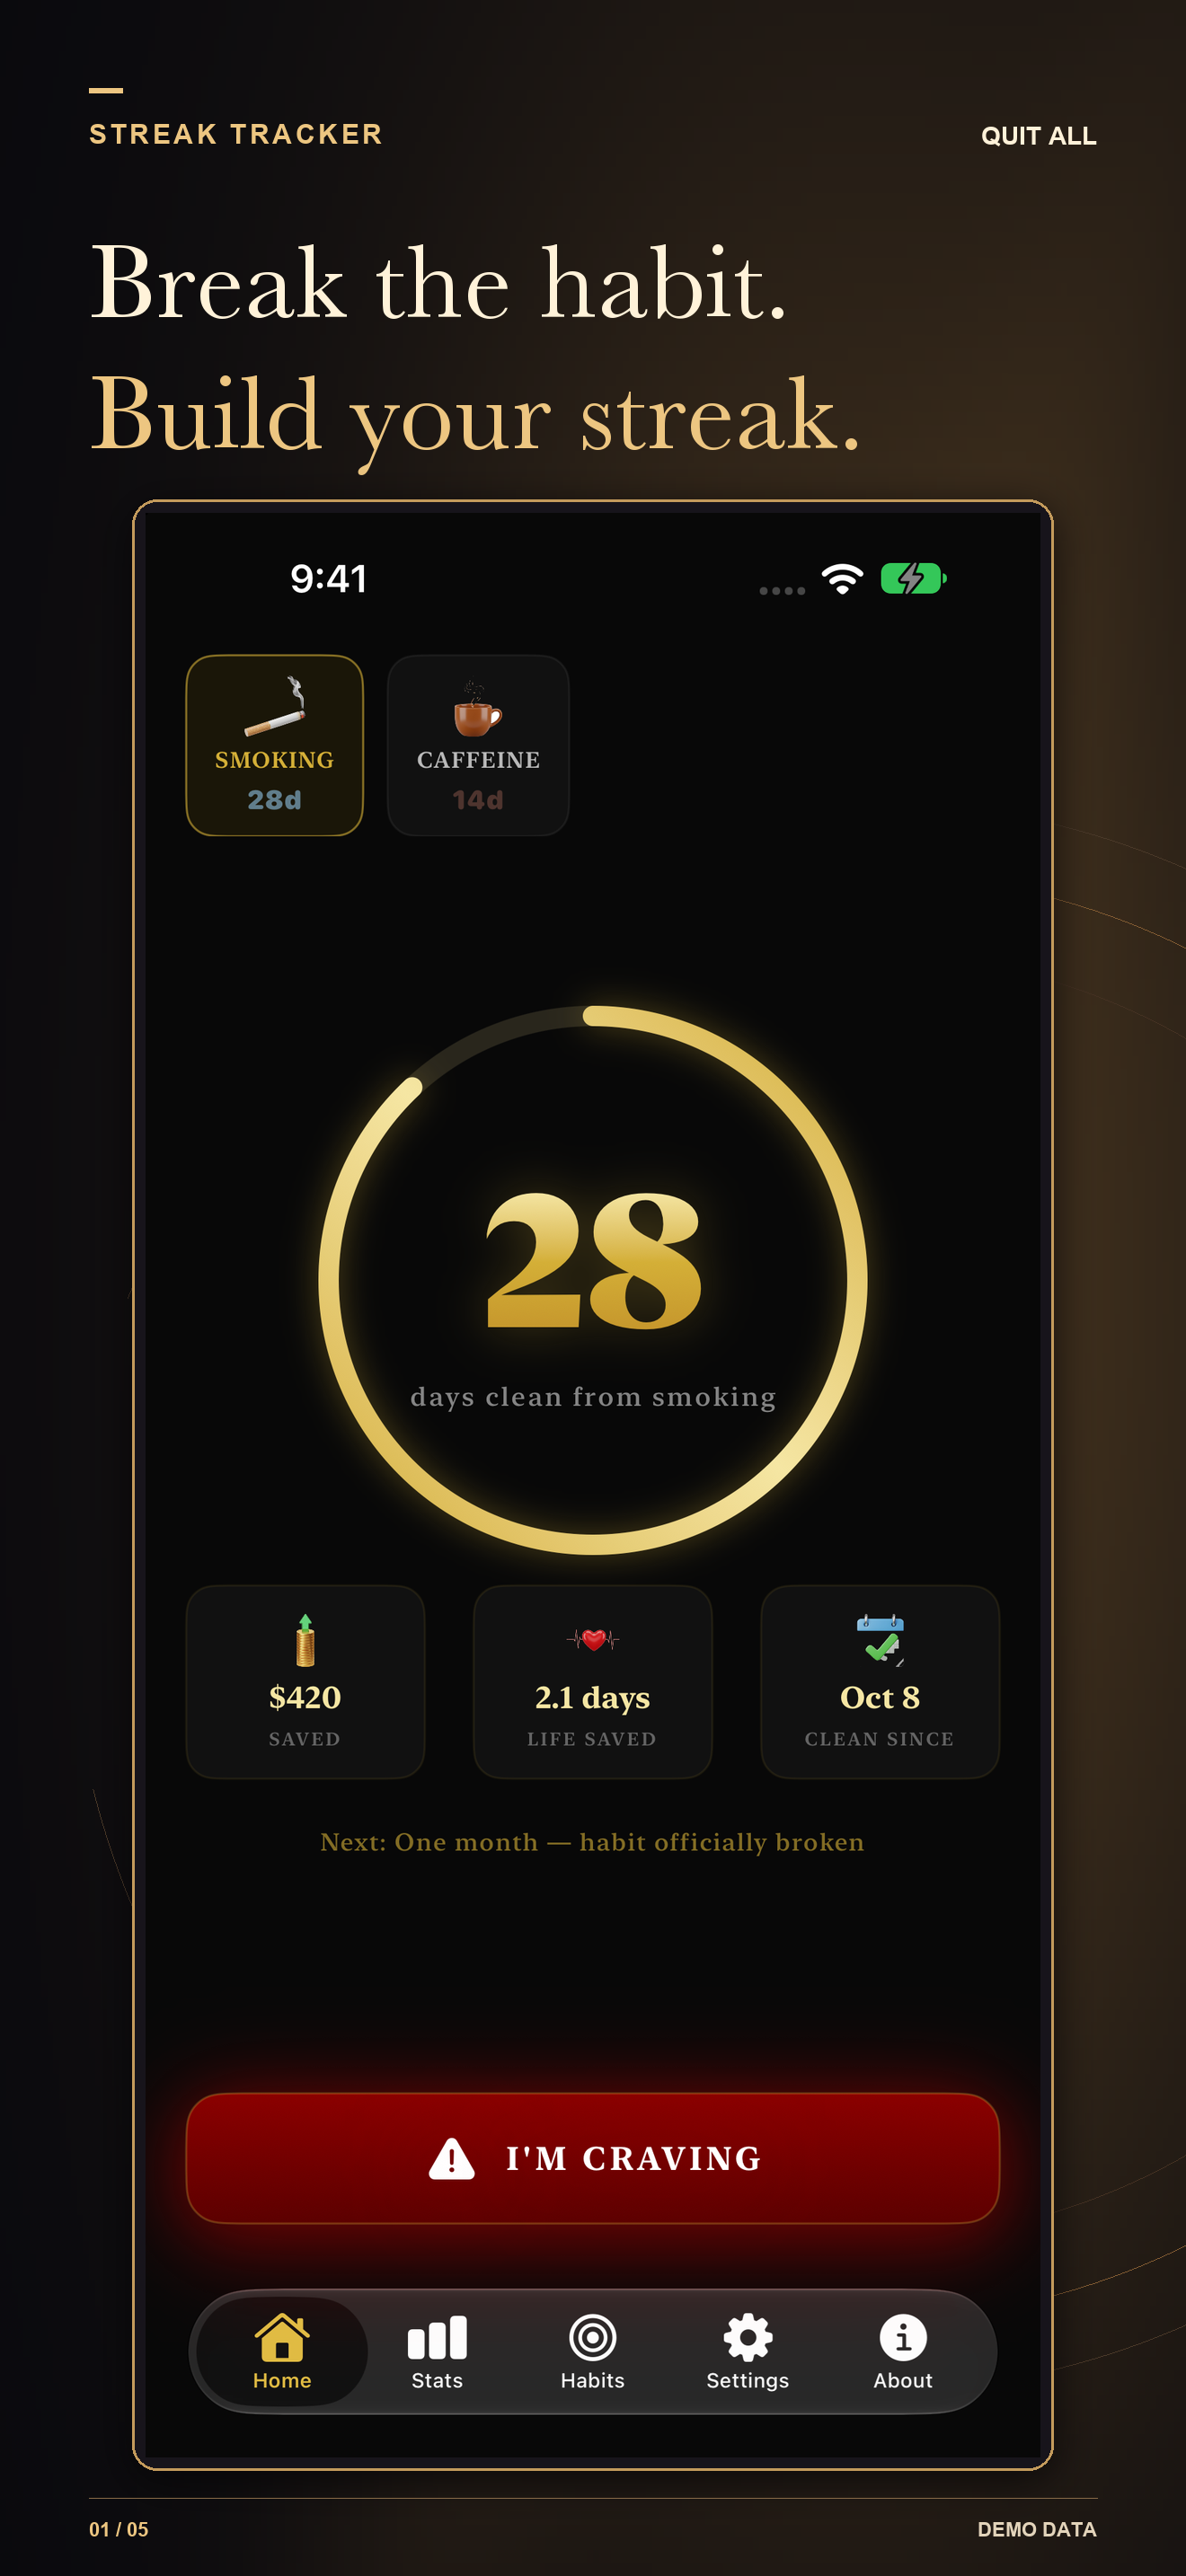 STREAK TRACKER
QUIT ALL
Break the habit.
Build your streak.
9:41
SMOKING
28d
CAFFEINE
14d
28
days clean from smoking
$420
SAVED
2.1 days
LIFE SAVED
Oct 8
CLEAN SINCE
Next: One month — habit officially broken
I'M CRAVING
Home
Stats
Habits
Settings
About
01 / 05
DEMO DATA